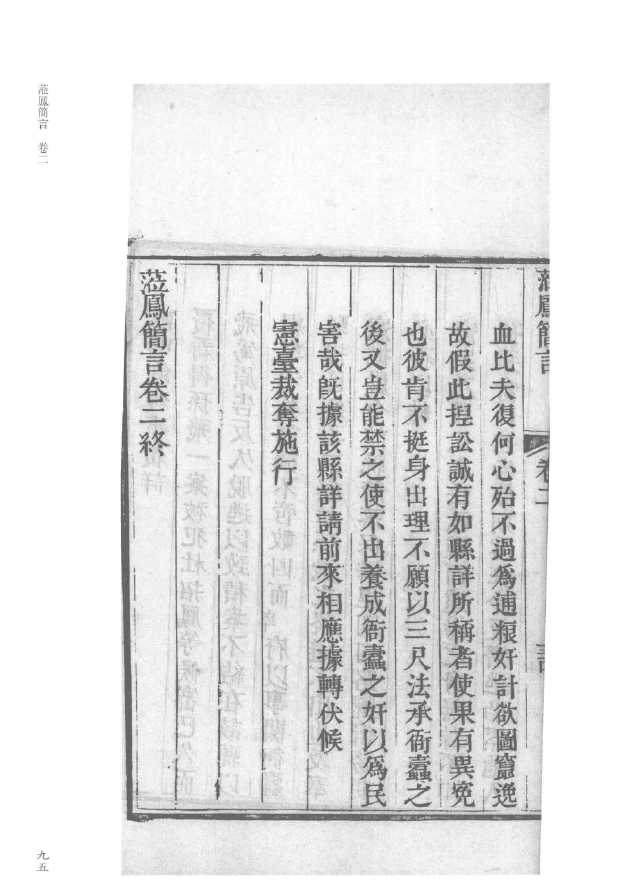 蒞鳳簡言　卷二
蒞鳳簡言
卷二
詳
血比夫復何心殆不過爲逋糧奸計欲圖竄逸
故假此揑訟誠有如縣詳所稱者使果有異寃
也彼肯不挺身出理不願以三尺法承衙蠹之
後又豈能禁之使不出養成衙蠹之奸以爲民
害哉旣據該縣詳請前來相應據轉伏候
憲臺裁奪施行
蒞鳳簡言卷二終
九五